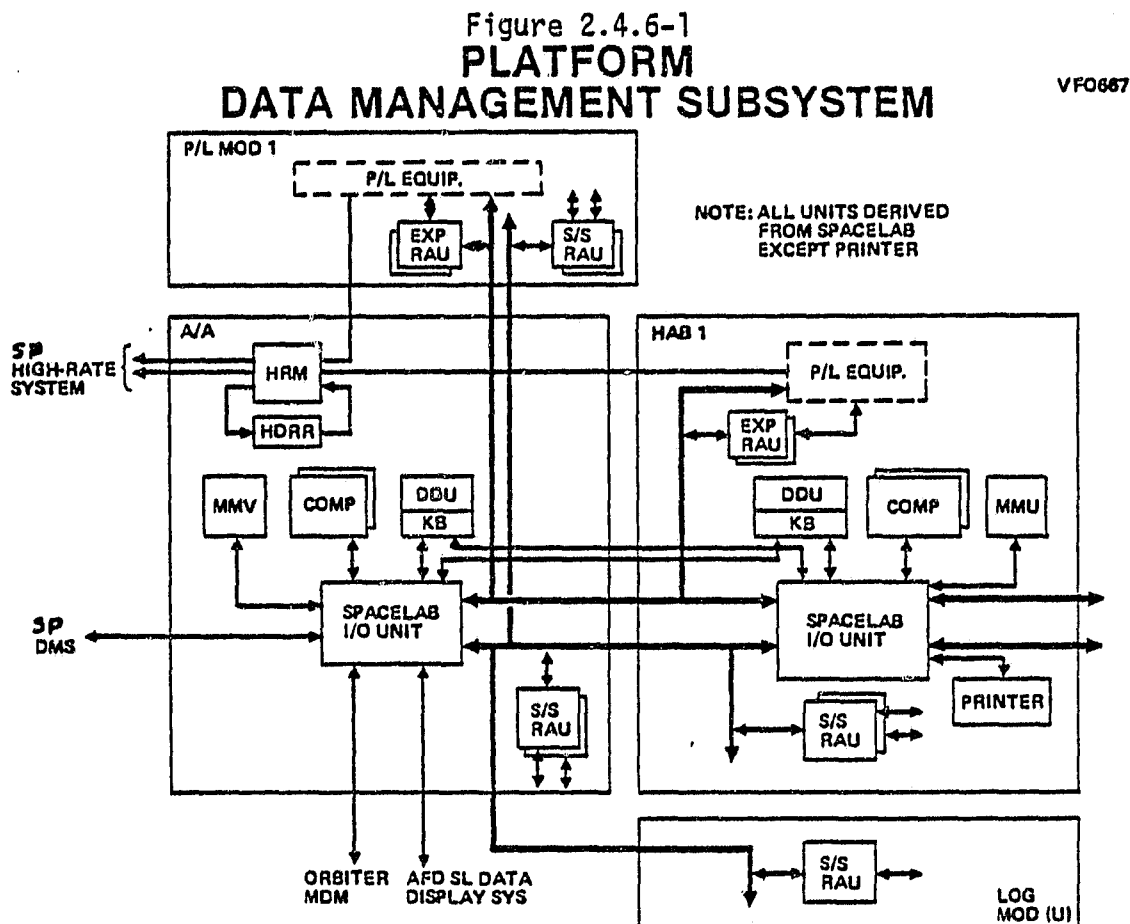 Figure 2.4.6-1
PLATFORM
DATA MANAGEMENT SUBSYSTEM
VF0667
P/L MOD 1
P/L EQUIP.
EXP
RAU
S/S
RAU
NOTE: ALL UNITS DERIVED
FROM SPACELAB
EXCEPT PRINTER
A/A
SP
HIGH-RATE
SYSTEM
HRM
HDRR
MMV
COMP
DDU
KB
SPACELAB
I/O UNIT
SP
DMS
S/S
RAU
ORBITER
MDM
AFD SL DATA
DISPLAY SYS
HAB 1
P/L EQUIP.
EXP
RAU
DDU
KB
COMP
MMU
SPACELAB
I/O UNIT
PRINTER
S/S
RAU
S/S
RAU
LOG
MOD (U)